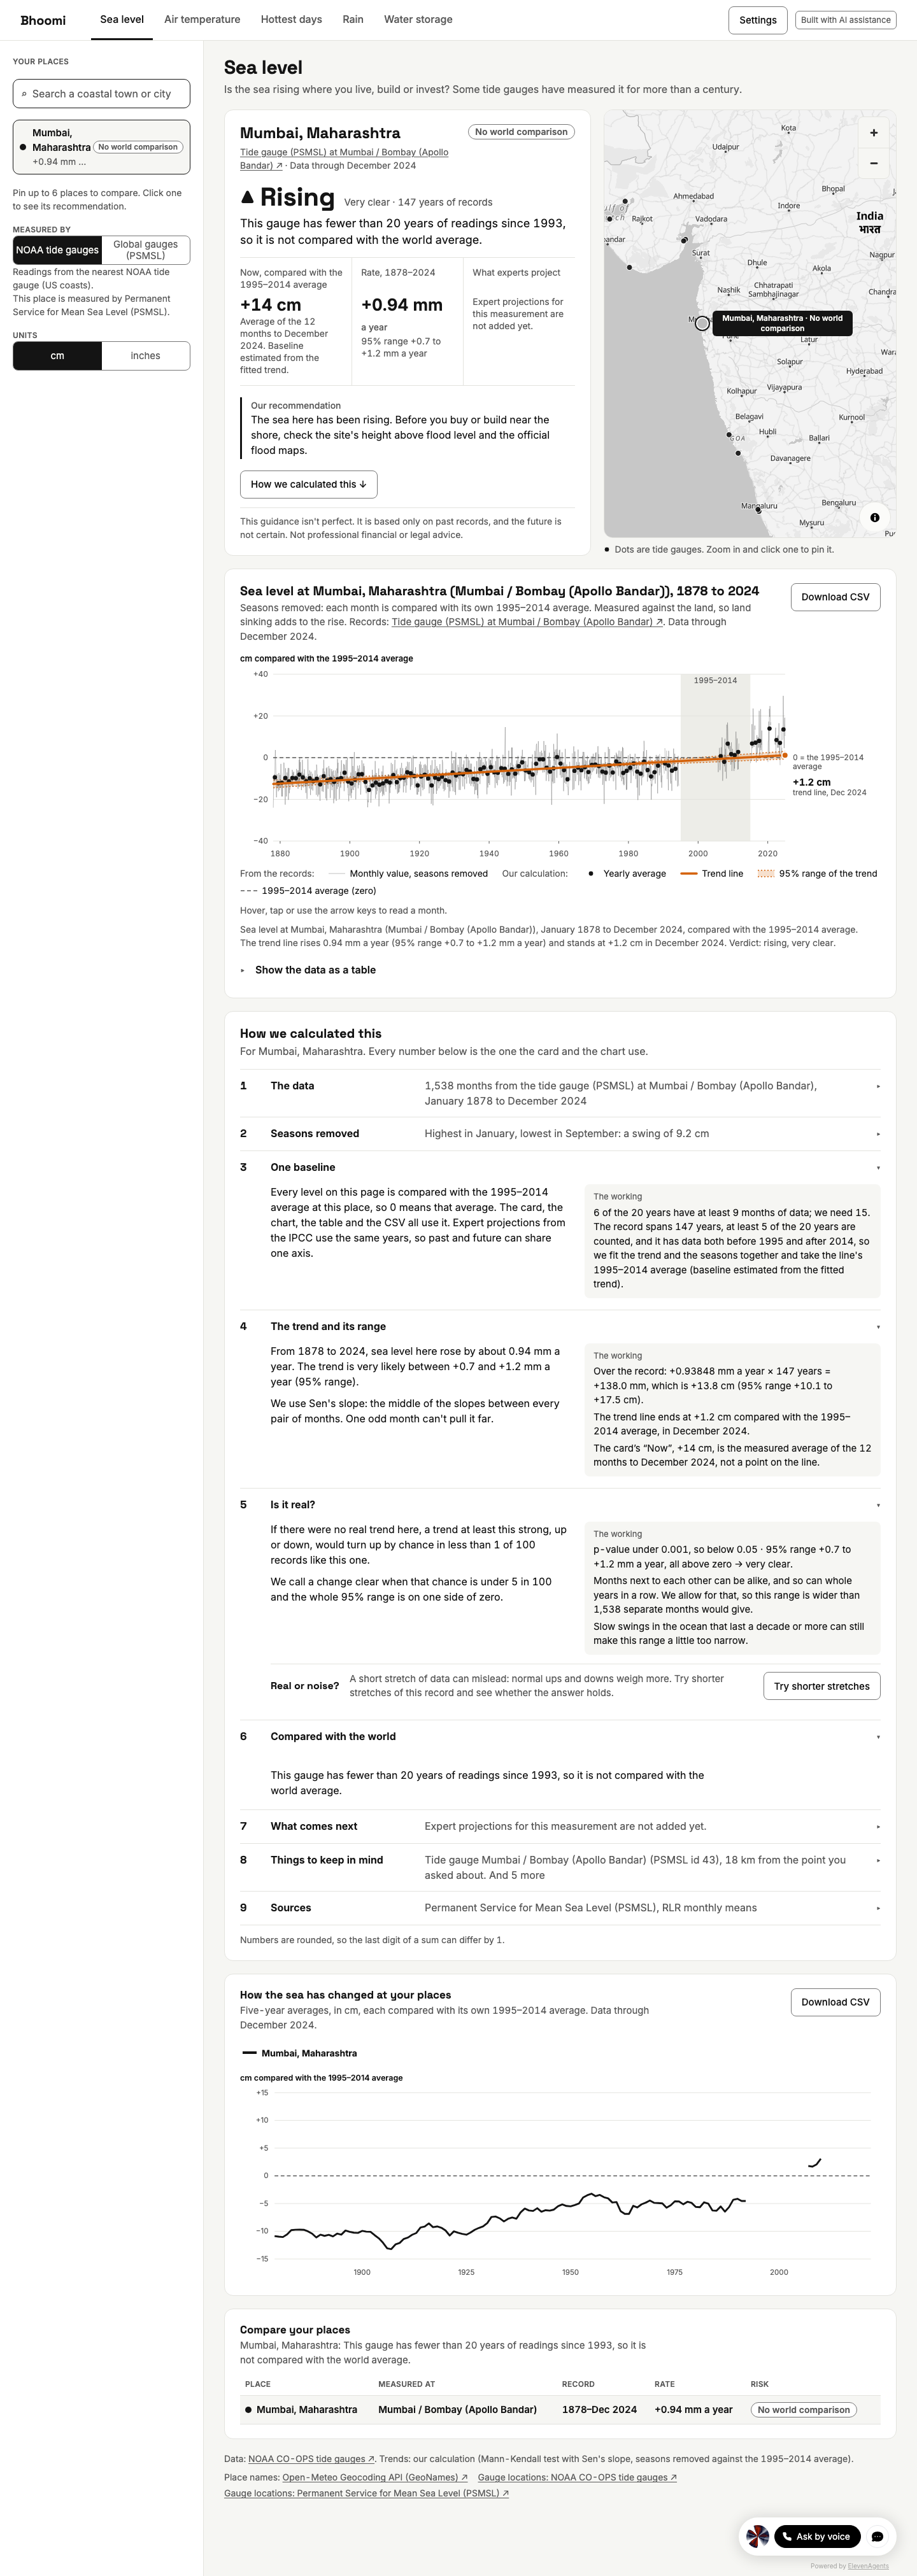 Bhoomi
Sea level
Air temperature
Hottest days
Rain
Water storage
Settings
Built with AI assistance
YOUR PLACES
Search a coastal town or city
Mumbai,
Maharashtra
No world comparison
+0.94 mm ...
Pin up to 6 places to compare. Click one
to see its recommendation.
MEASURED BY
NOAA tide gauges
Global gauges
(PSMSL)
Readings from the nearest NOAA tide
gauge (US coasts).
This place is measured by Permanent
Service for Mean Sea Level (PSMSL).
UNITS
cm
inches
Sea level
Is the sea rising where you live, build or invest? Some tide gauges have measured it for more than a century.
Mumbai, Maharashtra
No world comparison
Tide gauge (PSMSL) at Mumbai / Bombay (Apollo
Bandar) ↗ · Data through December 2024
▲ Rising
Very clear · 147 years of records
This gauge has fewer than 20 years of readings since 1993,
so it is not compared with the world average.
Now, compared with the
1995–2014 average
+14 cm
Average of the 12
months to December
2024. Baseline
estimated from the
fitted trend.
Rate, 1878–2024
+0.94 mm
a year
95% range +0.7 to
+1.2 mm a year
What experts project
Expert projections for
this measurement are
not added yet.
Our recommendation
The sea here has been rising. Before you buy or build near the
shore, check the site's height above flood level and the official
flood maps.
How we calculated this ↓
This guidance isn't perfect. It is based only on past records, and the future is
not certain. Not professional financial or legal advice.
Kota
Udaipur
Bhopal
Ahmedabad
Indore
Rajkot
Vadodara
India
भारत
andar
Surat
Nagpur
Dhule
Akola
Chhatrapati
Sambhajinagar
Nashik
Chandra
Mumbai, Maharashtra · No world
comparison
Latur
Solapur
Hyderabad
Kolhapur
Vijayapura
Belagavi
Kurnool
Hubli
GOA
Ballari
Davanagere
Mangaluru
Bengaluru
Mysuru
+
−
Dots are tide gauges. Zoom in and click one to pin it.
Sea level at Mumbai, Maharashtra (Mumbai / Bombay (Apollo Bandar)), 1878 to 2024
Download CSV
Seasons removed: each month is compared with its own 1995–2014 average. Measured against the land, so land
sinking adds to the rise. Records: Tide gauge (PSMSL) at Mumbai / Bombay (Apollo Bandar) ↗. Data through
December 2024.
cm compared with the 1995–2014 average
+40
1995–2014
+20
0
−20
−40
0 = the 1995–2014
average
+1.2 cm
trend line, Dec 2024
1880 1900 1920 1940 1960 1980 2000 2020
From the records: Monthly value, seasons removed Our calculation: Yearly average Trend line 95% range of the trend
1995–2014 average (zero)
Hover, tap or use the arrow keys to read a month.
Sea level at Mumbai, Maharashtra (Mumbai / Bombay (Apollo Bandar)), January 1878 to December 2024, compared with the 1995–2014 average.
The trend line rises 0.94 mm a year (95% range +0.7 to +1.2 mm a year) and stands at +1.2 cm in December 2024. Verdict: rising, very clear.
Show the data as a table
How we calculated this
For Mumbai, Maharashtra. Every number below is the one the card and the chart use.
1 The data
1,538 months from the tide gauge (PSMSL) at Mumbai / Bombay (Apollo Bandar),
January 1878 to December 2024
2 Seasons removed
Highest in January, lowest in September: a swing of 9.2 cm
3 One baseline
Every level on this page is compared with the 1995–2014
average at this place, so 0 means that average. The card, the
chart, the table and the CSV all use it. Expert projections from
the IPCC use the same years, so past and future can share
one axis.
The working
6 of the 20 years have at least 9 months of data; we need 15.
The record spans 147 years, at least 5 of the 20 years are
counted, and it has data both before 1995 and after 2014, so
we fit the trend and the seasons together and take the line's
1995–2014 average (baseline estimated from the fitted
trend).
4 The trend and its range
From 1878 to 2024, sea level here rose by about 0.94 mm a
year. The trend is very likely between +0.7 and +1.2 mm a
year (95% range).
We use Sen's slope: the middle of the slopes between every
pair of months. One odd month can't pull it far.
The working
Over the record: +0.93848 mm a year × 147 years =
+138.0 mm, which is +13.8 cm (95% range +10.1 to
+17.5 cm).
The trend line ends at +1.2 cm compared with the 1995–
2014 average, in December 2024.
The card's “Now”, +14 cm, is the measured average of the 12
months to December 2024, not a point on the line.
5 Is it real?
If there were no real trend here, a trend at least this strong, up
or down, would turn up by chance in less than 1 of 100
records like this one.
We call a change clear when that chance is under 5 in 100
and the whole 95% range is on one side of zero.
The working
p-value under 0.001, so below 0.05 · 95% range +0.7 to
+1.2 mm a year, all above zero → very clear.
Months next to each other can be alike, and so can whole
years in a row. We allow for that, so this range is wider than
1,538 separate months would give.
Slow swings in the ocean that last a decade or more can still
make this range a little too narrow.
Real or noise?
A short stretch of data can mislead: normal ups and downs weigh more. Try shorter
stretches of this record and see whether the answer holds.
Try shorter stretches
6 Compared with the world
This gauge has fewer than 20 years of readings since 1993, so it is not compared with the
world average.
7 What comes next
Expert projections for this measurement are not added yet.
8 Things to keep in mind
Tide gauge Mumbai / Bombay (Apollo Bandar) (PSMSL id 43), 18 km from the point you
asked about. And 5 more
9 Sources
Permanent Service for Mean Sea Level (PSMSL), RLR monthly means
Numbers are rounded, so the last digit of a sum can differ by 1.
How the sea has changed at your places
Download CSV
Five-year averages, in cm, each compared with its own 1995–2014 average. Data through
December 2024.
Mumbai, Maharashtra
cm compared with the 1995–2014 average
+15
+10
+5
0
−5
−10
−15
1900 1925 1950 1975 2000
Compare your places
Mumbai, Maharashtra: This gauge has fewer than 20 years of readings since 1993, so it is
not compared with the world average.
PLACE MEASURED AT RECORD RATE RISK
Mumbai, Maharashtra Mumbai / Bombay (Apollo Bandar) 1878–Dec 2024 +0.94 mm a year No world comparison
Data: NOAA CO-OPS tide gauges ↗. Trends: our calculation (Mann-Kendall test with Sen's slope, seasons removed against the 1995–2014 average).
Place names: Open-Meteo Geocoding API (GeoNames) ↗ Gauge locations: NOAA CO-OPS tide gauges ↗
Gauge locations: Permanent Service for Mean Sea Level (PSMSL) ↗
Ask by voice
Powered by ElevenAgents